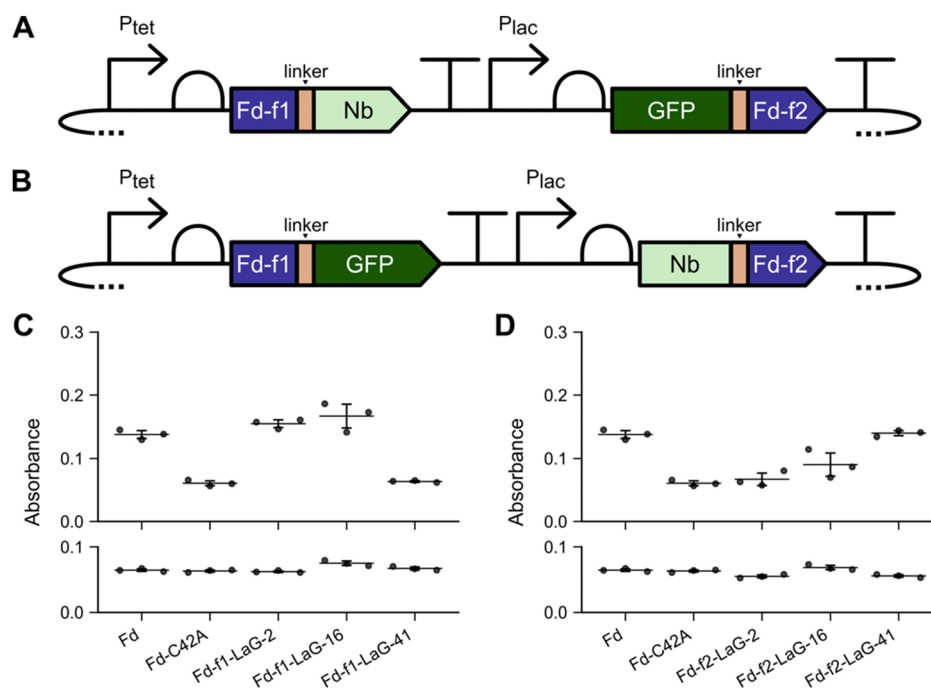 A
Ptet
Plac
linker
linker
Fd-f1
Nb
GFP
Fd-f2
B
Ptet
Plac
linker
linker
Fd-f1
GFP
Nb
Fd-f2
C
0.3
0.2
0.1
0.0
Absorbance
0.1
0.0
Fd
Fd-C42A
Fd-f1-LaG-2
Fd-f1-LaG-16
Fd-f1-LaG-41
D
0.3
0.2
0.1
0.0
Absorbance
0.1
0.0
Fd
Fd-C42A
Fd-f2-LaG-2
Fd-f2-LaG-16
Fd-f2-LaG-41